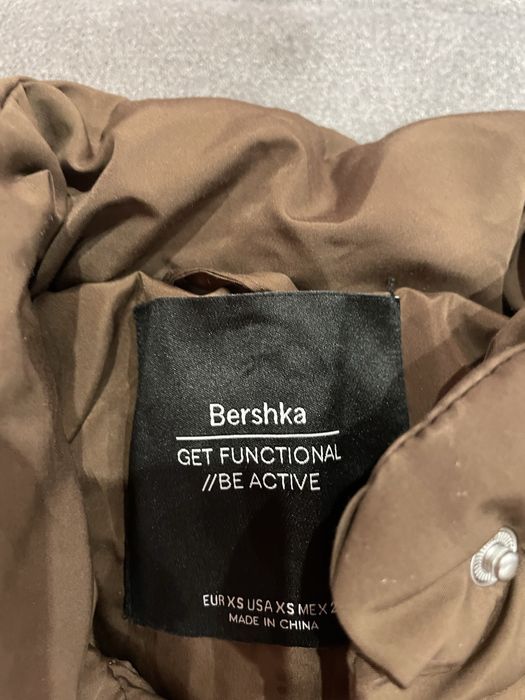 Bershka
GET FUNCTIONAL
//BE ACTIVE
EUR XS USA XS MEX 2
MADE IN CHINA